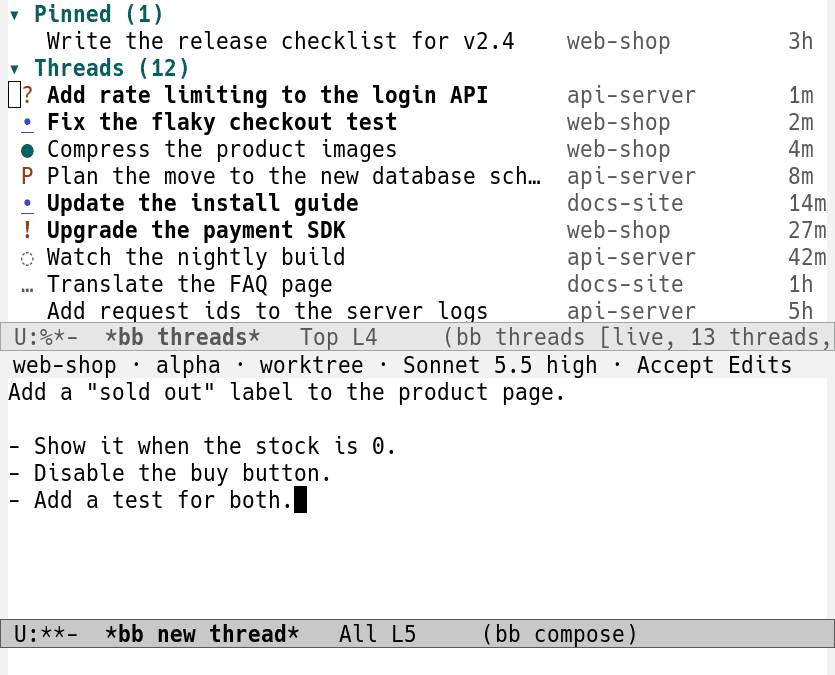 ▾ Pinned (1)
Write the release checklist for v2.4 web-shop 3h
▾ Threads (12)
? Add rate limiting to the login API api-server 1m
• Fix the flaky checkout test web-shop 2m
● Compress the product images web-shop 4m
P Plan the move to the new database sch… api-server 8m
• Update the install guide docs-site 14m
! Upgrade the payment SDK web-shop 27m
◌ Watch the nightly build api-server 42m
… Translate the FAQ page docs-site 1h
Add request ids to the server logs api-server 5h
U:%*- *bb threads* Top L4 (bb threads [live, 13 threads,
web-shop · alpha · worktree · Sonnet 5.5 high · Accept Edits
Add a "sold out" label to the product page.
- Show it when the stock is 0.
- Disable the buy button.
- Add a test for both.
U:**- *bb new thread* All L5 (bb compose)